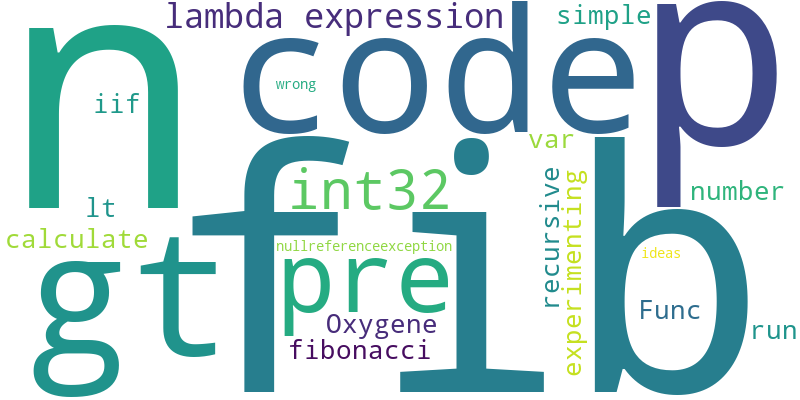 lambda expression
simple
n
code
p
wrong
iif
var
fib
int32
recursive
experimenting
number
lt
calculate
gt
nullreferenceexception
pre
ideas
Func
Oxygene
run
fibonacci